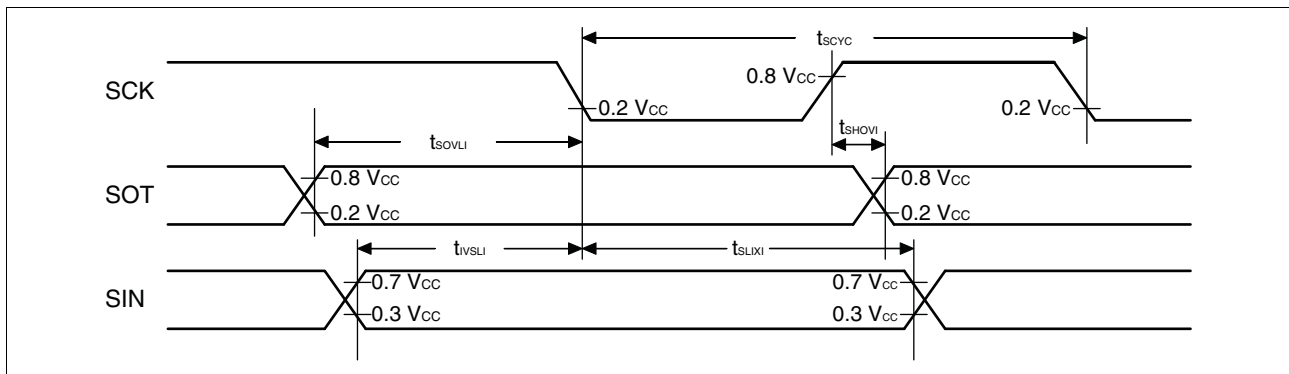 tSCYC
SCK
0.8 VCC
0.2 VCC
0.2 VCC
tSOVLI
tSHOVI
SOT
0.8 VCC
0.8 VCC
0.2 VCC
0.2 VCC
tIVSLI
tSLIXI
SIN
0.7 VCC
0.7 VCC
0.3 VCC
0.3 VCC